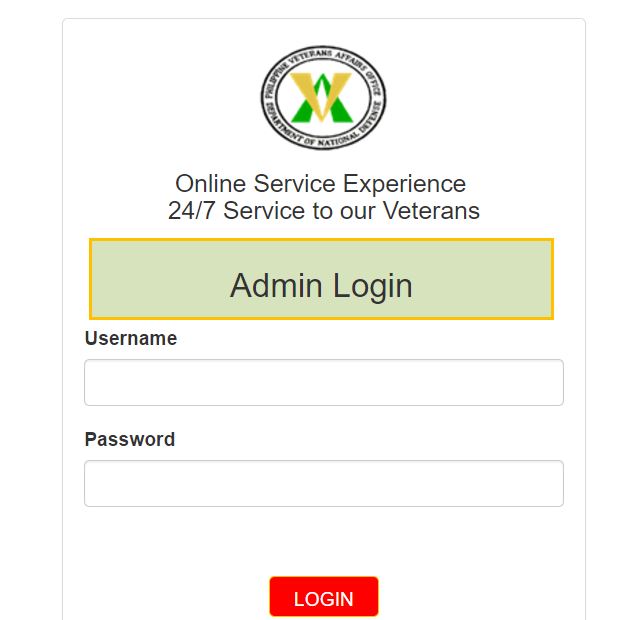 PHILIPPINE VETERANS AFFAIRS OFFICE
DEPARTMENT OF NATIONAL DEFENSE
Online Service Experience
24/7 Service to our Veterans
Admin Login
Username
Password
LOGIN